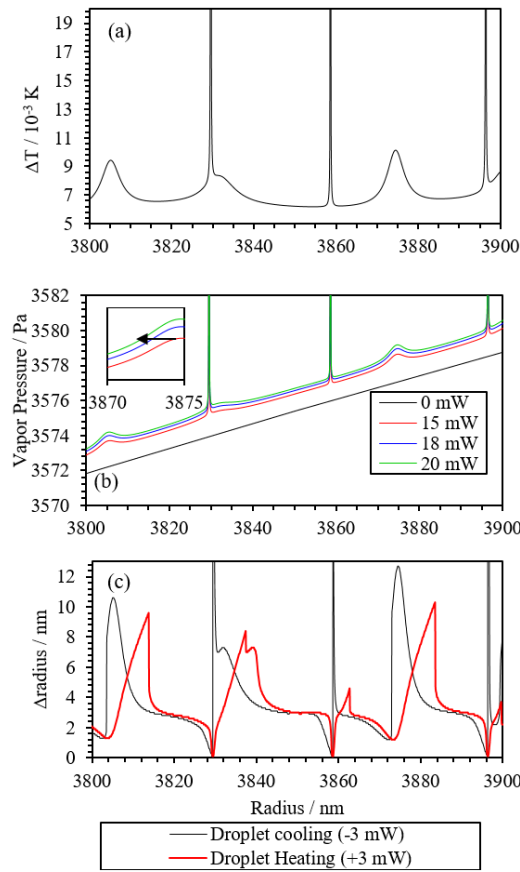 (a)
19
17
15
13
11
9
7
5
ΔT / 10⁻³ K
3800 3820 3840 3860 3880 3900
3582
3580
3578
3576
3574
3572
3570
Vapor Pressure / Pa
3870 3875
0 mW
15 mW
18 mW
20 mW
(b)
3800 3820 3840 3860 3880 3900
(c)
12
10
8
6
4
2
0
Δradius / nm
3800 3820 3840 3860 3880 3900
Radius / nm
Droplet cooling (-3 mW)
Droplet Heating (+3 mW)